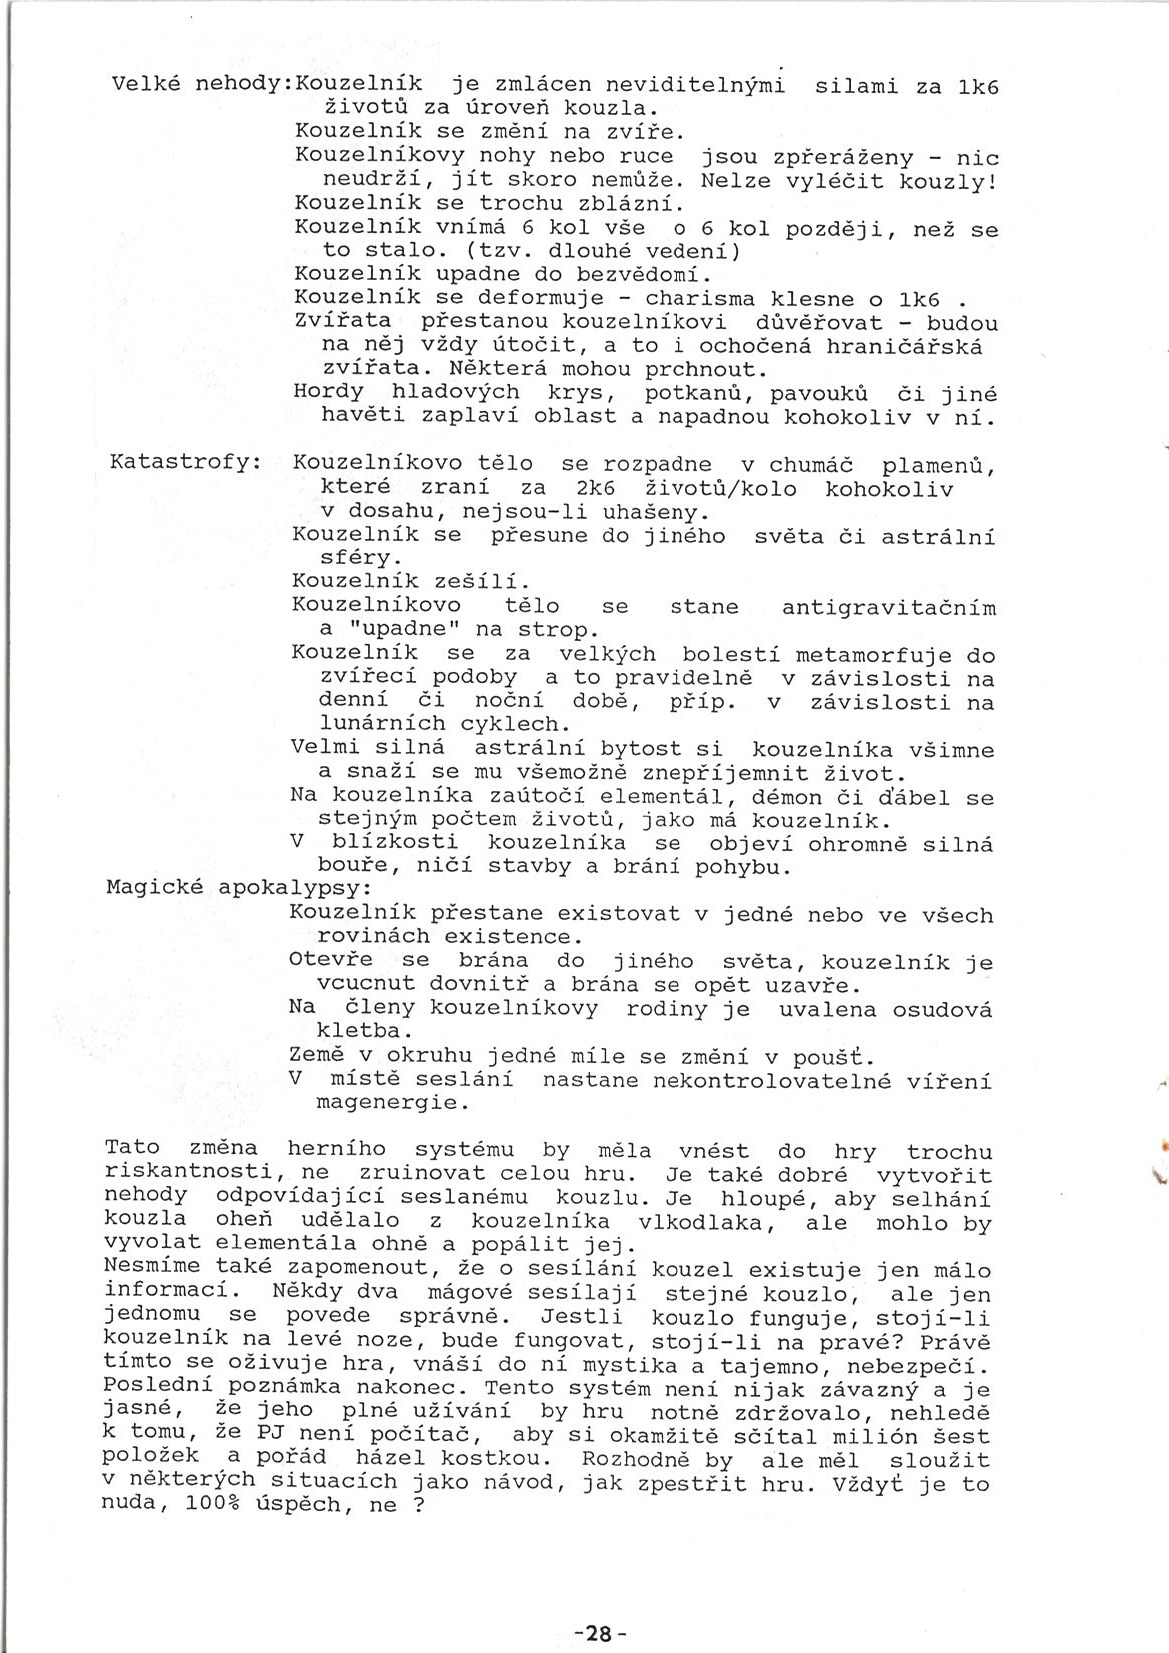 Velké nehody:Kouzelník je zmlácen neviditelnými silami za 1k6
životů za úroveň kouzla.
Kouzelník se změní na zvíře.
Kouzelníkovy nohy nebo ruce jsou zpřeráženy - nic
neudrží, jít skoro nemůže. Nelze vyléčit kouzly!
Kouzelník se trochu zblázní.
Kouzelník vnímá 6 kol vše o 6 kol později, než se
to stalo. (tzv. dlouhé vedení)
Kouzelník upadne do bezvědomí.
Kouzelník se deformuje - charisma klesne o 1k6 .
Zvířata přestanou kouzelníkovi důvěřovat - budou
na něj vždy útočit, a to i ochočená hraničářská
zvířata. Některá mohou prchnout.
Hordy hladových krys, potkanů, pavouků či jiné
havěti zaplaví oblast a napadnou kohokoliv v ní.
Katastrofy: Kouzelníkovo tělo se rozpadne v chumáč plamenů,
které zraní za 2k6 životů/kolo kohokoliv
v dosahu, nejsou-li uhašeny.
Kouzelník se přesune do jiného světa či astrální
sféry.
Kouzelník zešílí.
Kouzelníkovo tělo se stane antigravitačním
a "upadne" na strop.
Kouzelník se za velkých bolestí metamorfuje do
zvířecí podoby a to pravidelně v závislosti na
denní či noční době, příp. v závislosti na
lunárních cyklech.
Velmi silná astrální bytost si kouzelníka všimne
a snaží se mu všemožně znepříjemnit život.
Na kouzelníka zaútočí elementál, démon či ďábel se
stejným počtem životů, jako má kouzelník.
V blízkosti kouzelníka se objeví ohromně silná
bouře, ničí stavby a brání pohybu.
Magické apokalypsy:
Kouzelník přestane existovat v jedné nebo ve všech
rovinách existence.
Otevře se brána do jiného světa, kouzelník je
vcucnut dovnitř a brána se opět uzavře.
Na členy kouzelníkovy rodiny je uvalena osudová
kletba.
Země v okruhu jedné míle se změní v poušť.
V místě seslání nastane nekontrolovatelné víření
magenergie.
Tato změna herního systému by měla vnést do hry trochu
riskantnosti, ne zruinovat celou hru. Je také dobré vytvořit
nehody odpovídající seslanému kouzlu. Je hloupé, aby selhání
kouzla oheň udělalo z kouzelníka vlkodlaka, ale mohlo by
vyvolat elementála ohně a popálit jej.
Nesmíme také zapomenout, že o sesílání kouzel existuje jen málo
informací. Někdy dva mágové sesílají stejné kouzlo, ale jen
jednomu se povede správně. Jestli kouzlo funguje, stojí-li
kouzelník na levé noze, bude fungovat, stojí-li na pravé? Právě
tímto se oživuje hra, vnáší do ní mystika a tajemno, nebezpečí.
Poslední poznámka nakonec. Tento systém není nijak závazný a je
jasné, že jeho plné užívání by hru notně zdržovalo, nehledě
k tomu, že PJ není počítač, aby si okamžitě sčítal milión šest
položek a pořád házel kostkou. Rozhodně by ale měl sloužit
v některých situacích jako návod, jak zpestřit hru. Vždyť je to
nuda, 100% úspěch, ne ?
-28-